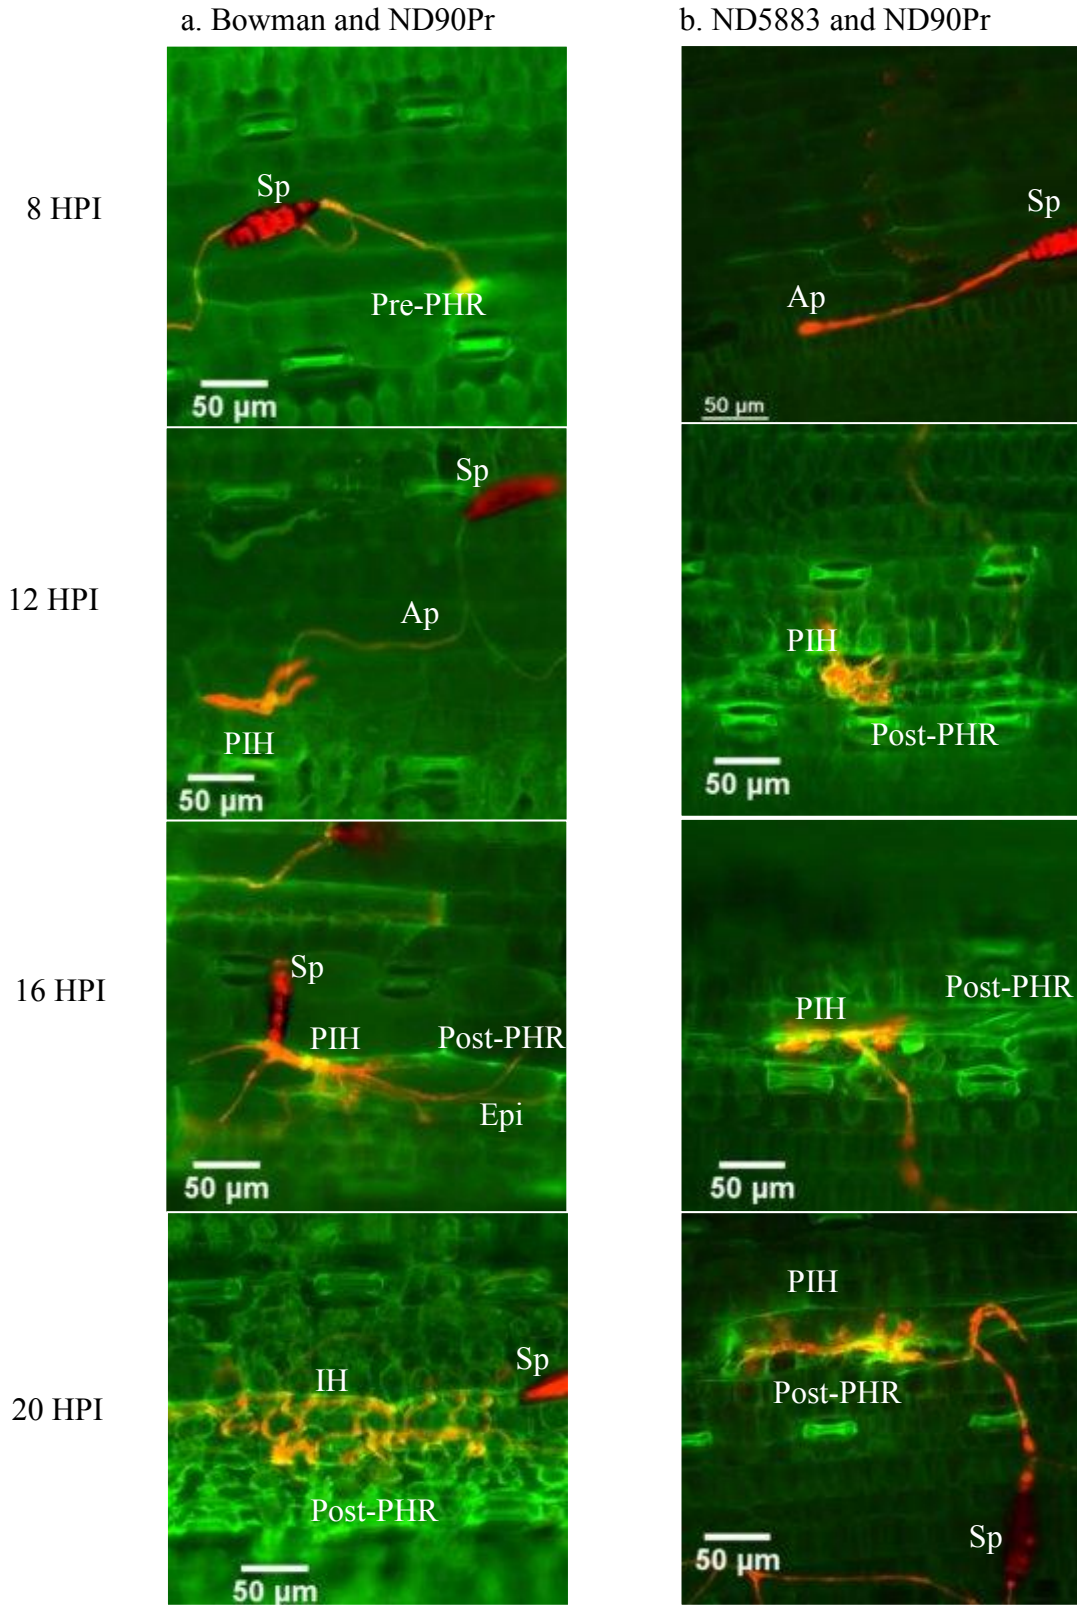 a. Bowman and ND90Pr
b. ND5883 and ND90Pr
8 HPI
Sp
Pre-PHR
50 µm
Sp
Ap
50 µm
12 HPI
Sp
Ap
PIH
50 µm
PIH
Post-PHR
50 µm
16 HPI
Sp
PIH
Post-PHR
Epi
50 µm
Post-PHR
PIH
50 µm
20 HPI
Sp
IH
Post-PHR
50 µm
PIH
Post-PHR
50 µm
Sp